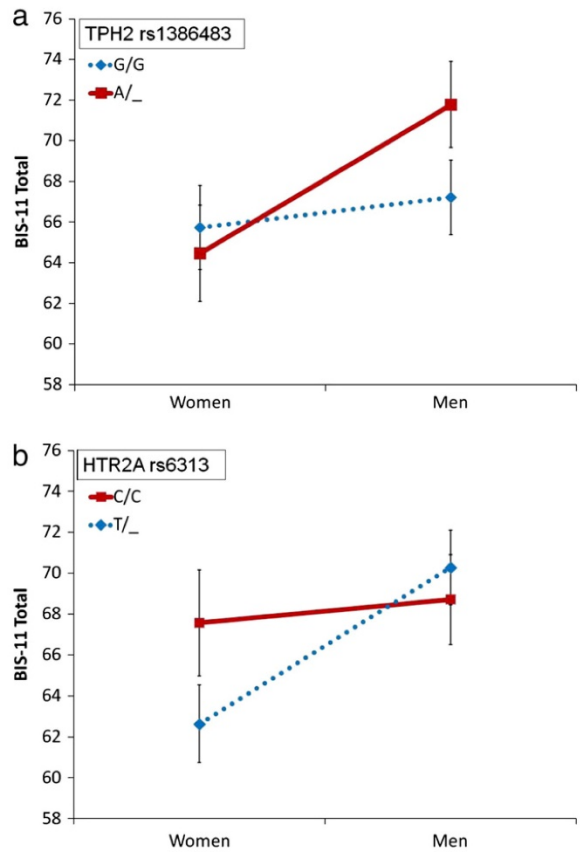 a
76
TPH2 rs1386483
74
G/G
72
A/_
70
68
66
64
62
60
58
BIS-11 Total
Women Men
b
76
HTR2A rs6313
74
C/C
72
T/_
70
68
66
64
62
60
58
BIS-11 Total
Women Men